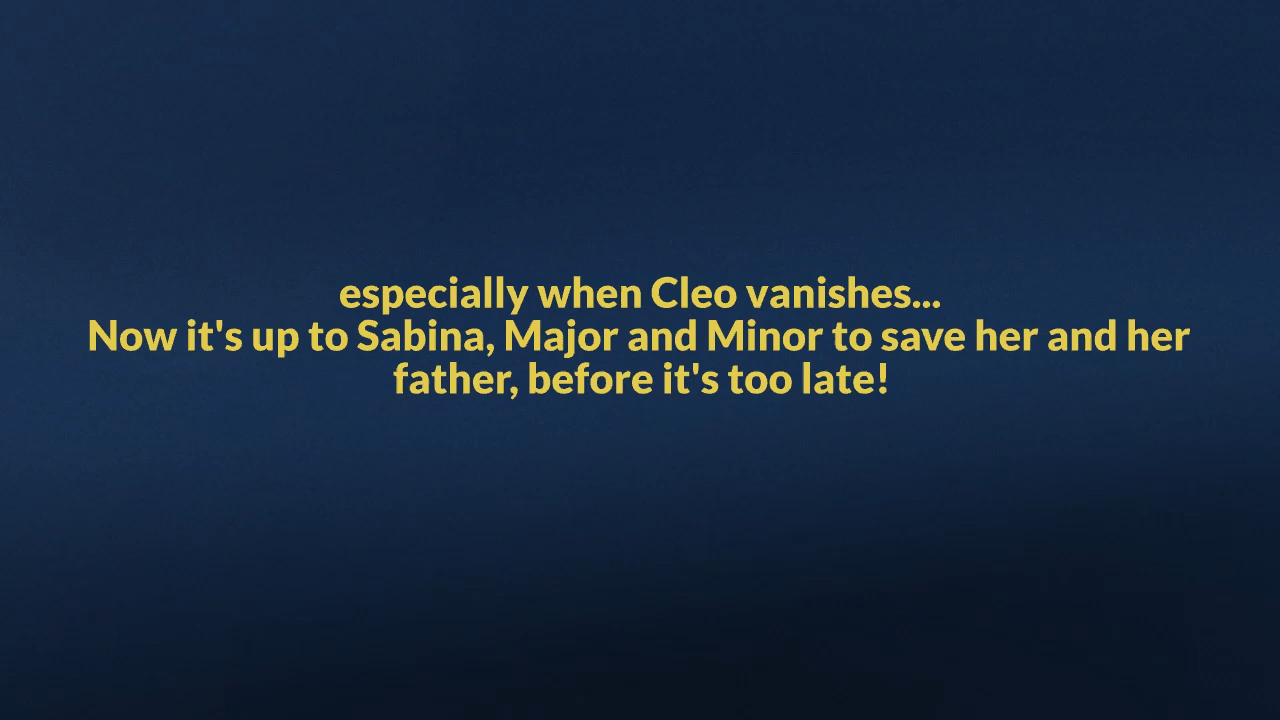 especially when Cleo vanishes...
Now it's up to Sabina, Major and Minor to save her and her
father, before it's too late!